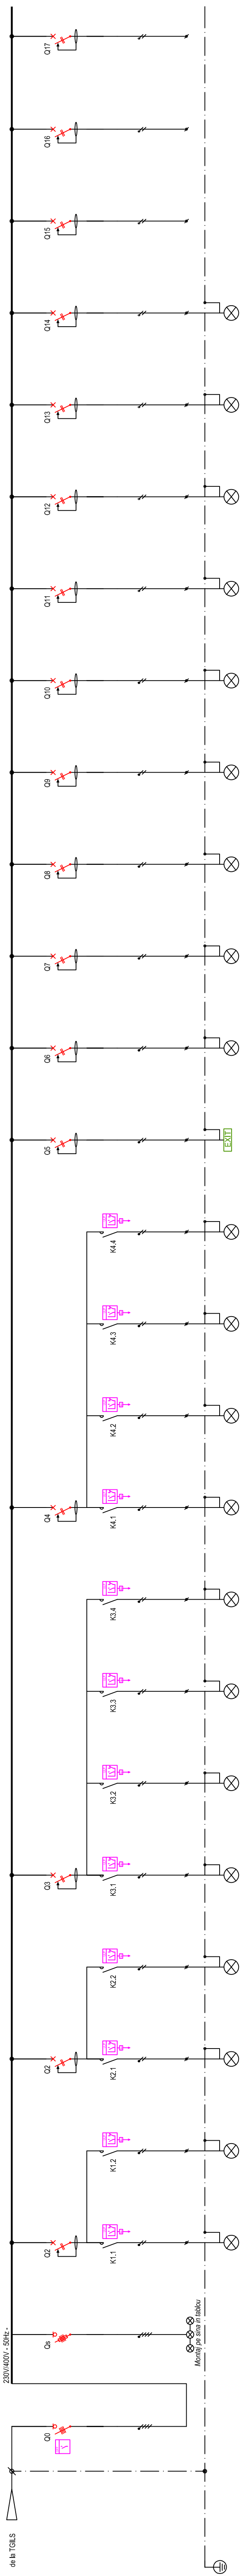 Q17
Q16
Q15
Q14
Q13
Q12
Q11
Q10
Q9
Q8
Q7
Q6
Q5
EXIT
K4.4
K4.3
K4.2
Q4
K4.1
K3.4
K3.3
K3.2
Q3
K3.1
K2.2
Q2
K2.1
K1.2
Q2
K1.1
230V/400V - 50Hz -
Qs
Montaj pe sina in tablou
Q0
de la TGILS